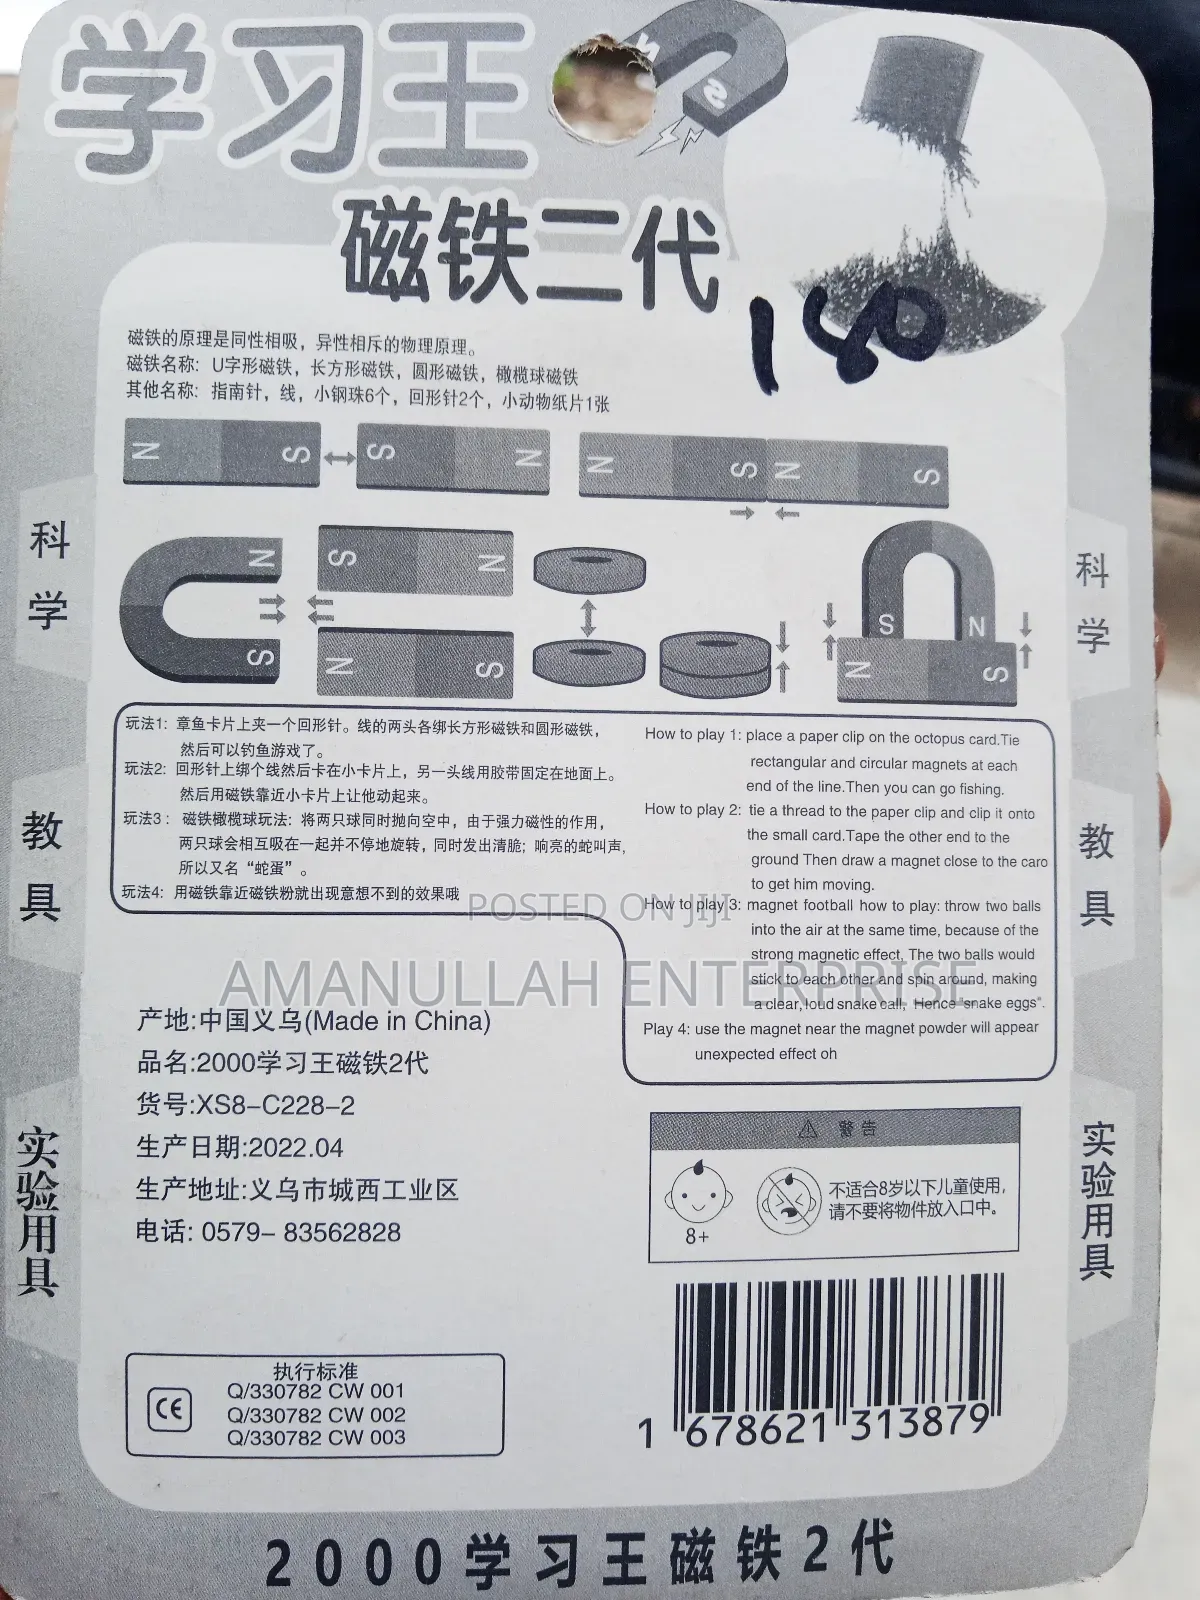 学习王
N
S
磁铁二代
180
磁铁的原理是同性相吸，异性相斥的物理原理。
磁铁名称：U字形磁铁，长方形磁铁，圆形磁铁，橄榄球磁铁
其他名称：指南针，线，小钢珠6个，回形针2个，小动物纸片1张
N S S N N S N S
N S S N
S N N S
N S
科学
教具
实验用具
科学
教具
实验用具
玩法1：章鱼卡片上夹一个回形针。线的两头各绑长方形磁铁和圆形磁铁，
然后可以钓鱼游戏了。
玩法2：回形针上绑个线然后卡在小卡片上，另一头线用胶带固定在地面上。
然后用磁铁靠近小卡片上让他动起来。
玩法3：磁铁橄榄球玩法：将两只球同时抛向空中，由于强力磁性的作用，
两只球会相互吸在一起并不停地旋转，同时发出清脆；响亮的蛇叫声，
所以又名“蛇蛋”。
玩法4：用磁铁靠近磁铁粉就出现意想不到的效果哦
How to play 1: place a paper clip on the octopus card.Tie
rectangular and circular magnets at each
end of the line.Then you can go fishing.
How to play 2: tie a thread to the paper clip and clip it onto
the small card.Tape the other end to the
ground Then draw a magnet close to the caro
to get him moving.
How to play 3: magnet football how to play: throw two balls
into the air at the same time, because of the
strong magnetic effect, The two balls would
stick to each other and spin around, making
a clear, loud snake call, Hence "snake eggs".
Play 4: use the magnet near the magnet powder will appear
unexpected effect oh
POSTED ON JIJI
AMANULLAH ENTERPRISE
产地:中国义乌(Made in China)
品名:2000学习王磁铁2代
货号:XS8-C228-2
生产日期:2022.04
生产地址:义乌市城西工业区
电话: 0579- 83562828
警告
8+
不适合8岁以下儿童使用，
请不要将物件放入口中。
CE
执行标准
Q/330782 CW 001
Q/330782 CW 002
Q/330782 CW 003
1 678621 313879
2000学习王磁铁2代